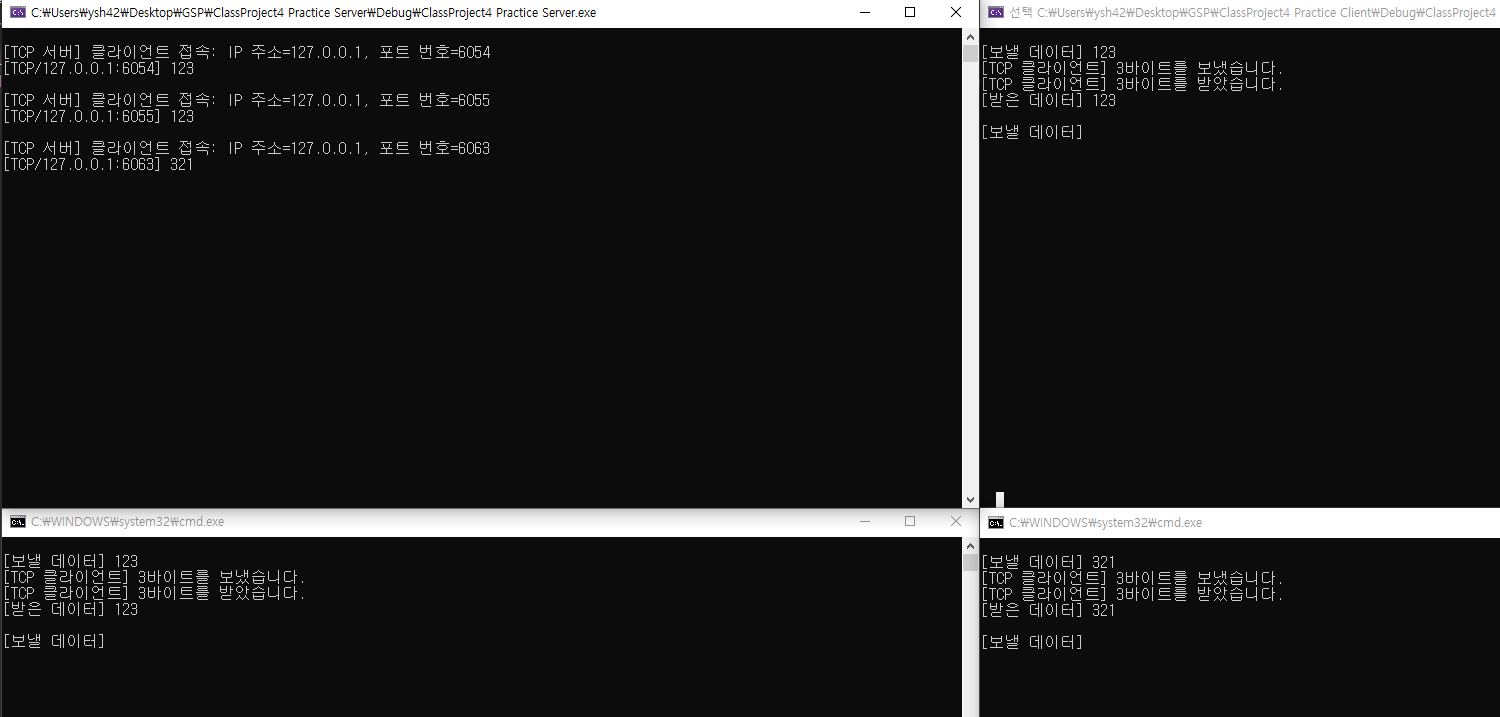 C:₩Users₩ysh42₩Desktop₩GSP₩ClassProject4 Practice Server₩Debug₩ClassProject4 Practice Server.exe
[TCP 서버] 클라이언트 접속: IP 주소=127.0.0.1, 포트 번호=6054
[TCP/127.0.0.1:6054] 123
[TCP 서버] 클라이언트 접속: IP 주소=127.0.0.1, 포트 번호=6055
[TCP/127.0.0.1:6055] 123
[TCP 서버] 클라이언트 접속: IP 주소=127.0.0.1, 포트 번호=6063
[TCP/127.0.0.1:6063] 321
선택 C:₩Users₩ysh42₩Desktop₩GSP₩ClassProject4 Practice Client₩Debug₩ClassProject4
[보낼 데이터] 123
[TCP 클라이언트] 3바이트를 보냈습니다.
[TCP 클라이언트] 3바이트를 받았습니다.
[받은 데이터] 123
[보낼 데이터]
C:₩WINDOWS₩system32₩cmd.exe
[보낼 데이터] 123
[TCP 클라이언트] 3바이트를 보냈습니다.
[TCP 클라이언트] 3바이트를 받았습니다.
[받은 데이터] 123
[보낼 데이터]
C:₩WINDOWS₩system32₩cmd.exe
[보낼 데이터] 321
[TCP 클라이언트] 3바이트를 보냈습니다.
[TCP 클라이언트] 3바이트를 받았습니다.
[받은 데이터] 321
[보낼 데이터]